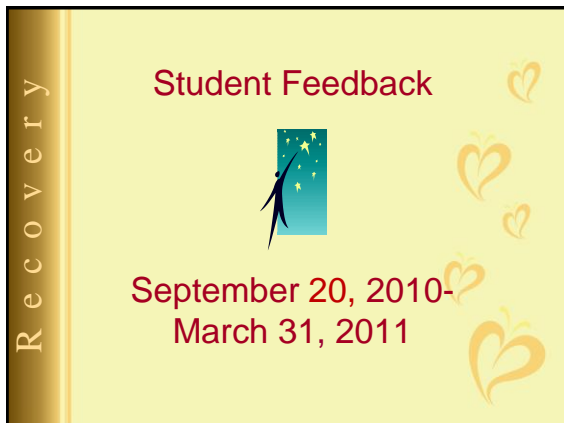 Recovery
Student Feedback
September 20, 2010-
March 31, 2011